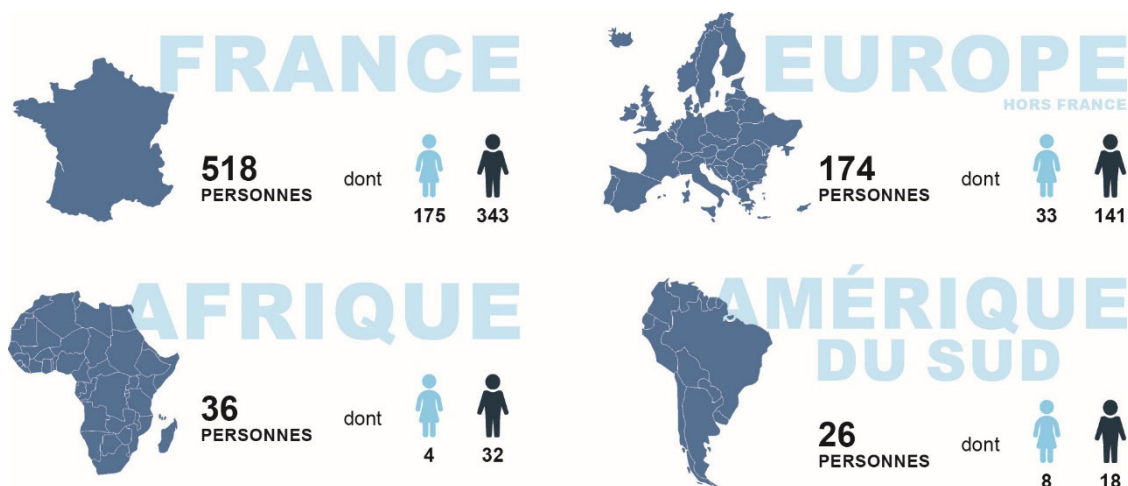 FRANCE
518
PERSONNES
dont
175
343
EUROPE
HORS FRANCE
174
PERSONNES
dont
33
141
AFRIQUE
36
PERSONNES
dont
4
32
AMÉRIQUE
DU SUD
26
PERSONNES
dont
8
18